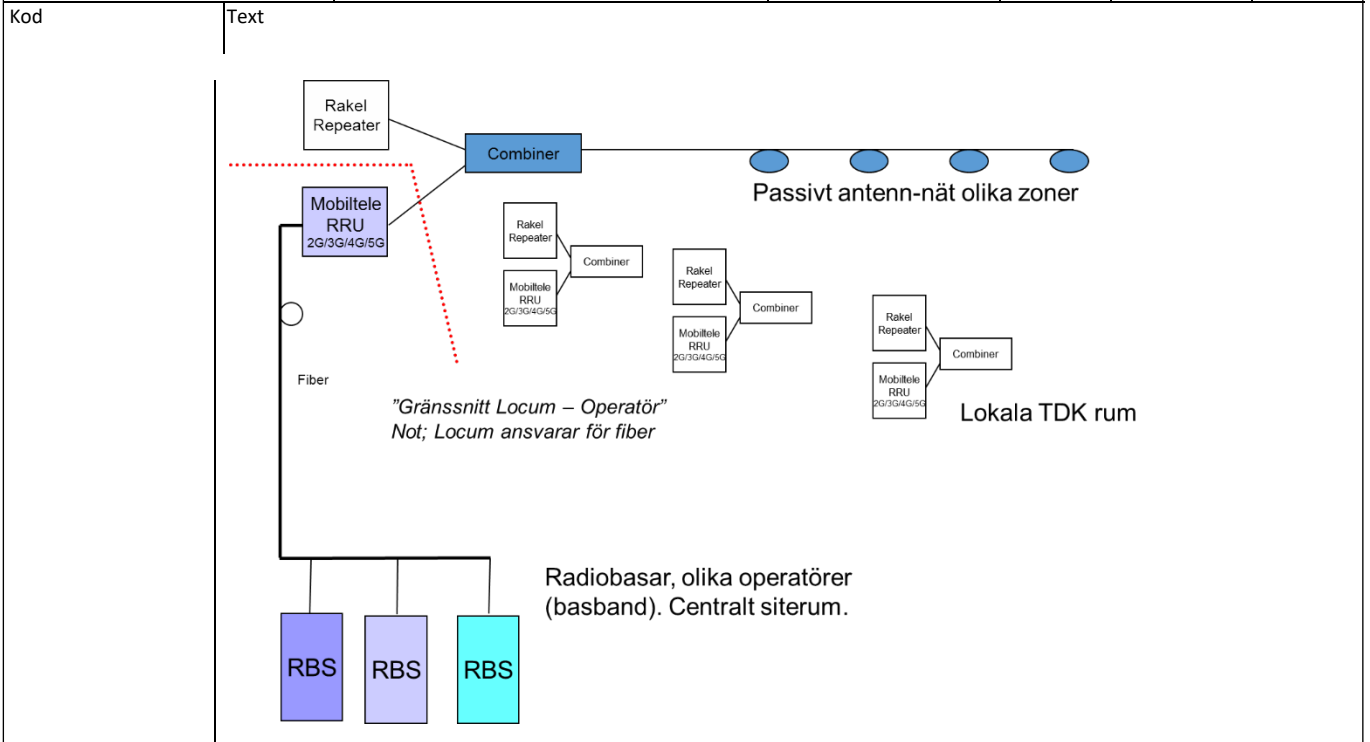 Kod
Text
Rakel
Repeater
Combiner
Passivt antenn-nät olika zoner
Mobiltele
RRU
2G/3G/4G/5G
Rakel
Repeater
Combiner
Mobiltele
RRU
2G/3G/4G/5G
Rakel
Repeater
Combiner
Mobiltele
RRU
2G/3G/4G/5G
Rakel
Repeater
Combiner
Mobiltele
RRU
2G/3G/4G/5G
Lokala TDK rum
Fiber
"Gränssnitt Locum – Operatör"
Not; Locum ansvarar för fiber
Radiobasar, olika operatörer
(basband). Centralt siterum.
RBS
RBS
RBS